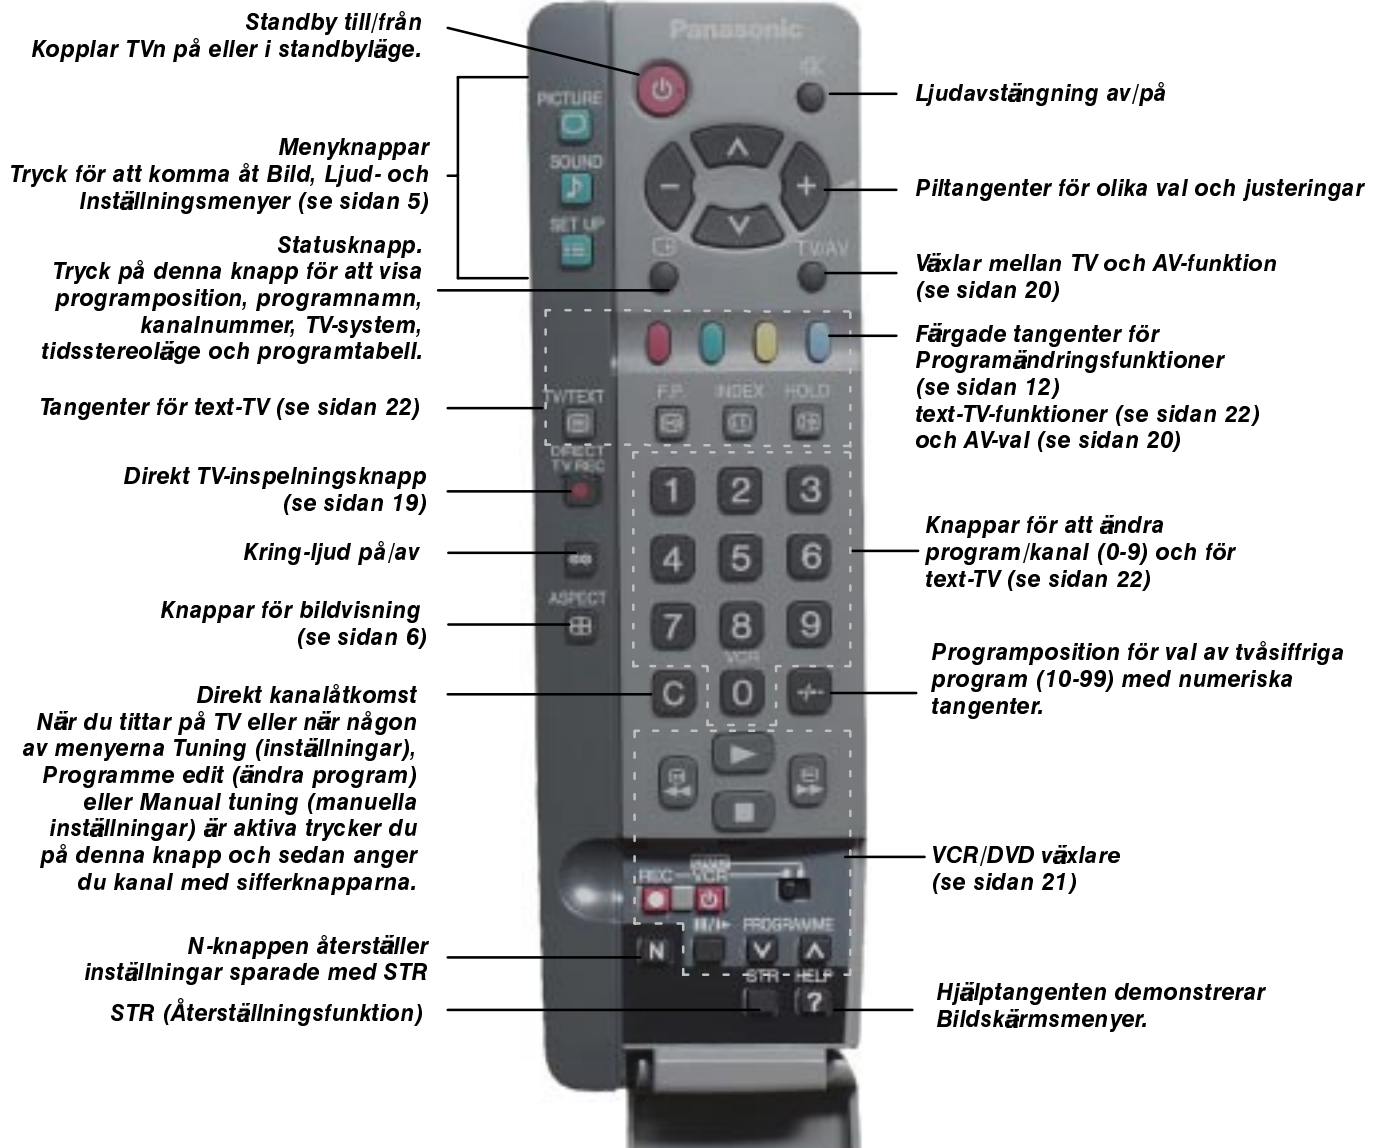 Standby till/från
Kopplar TVn på eller i standbyläge.
Menyknappar
Tryck för att komma åt Bild, Ljud- och
Inställningsmenyer (se sidan 5)
Statusknapp.
Tryck på denna knapp för att visa
programposition, programnamn,
kanalnummer, TV-system,
tidsstereoläge och programtabell.
Tangenter för text-TV (se sidan 22)
Direkt TV-inspelningsknapp
(se sidan 19)
Kring-ljud på/av
Knappar för bildvisning
(se sidan 6)
Direkt kanalåtkomst
När du tittar på TV eller när någon
av menyerna Tuning (inställningar),
Programme edit (ändra program)
eller Manual tuning (manuella
inställningar) är aktiva trycker du
på denna knapp och sedan anger
du kanal med sifferknapparna.
N-knappen återställer
inställningar sparade med STR
STR (Återställningsfunktion)
Panasonic
PICTURE
SOUND
SET UP
TV/AV
TV/TEXT
F.P. INDEX HOLD
DIRECT
TV REC
1 2 3
4 5 6
ASPECT
7 8 9
VCR
C 0 -/--
REC VCR
PROGRAMME
N
STR HELP
?
Ljudavstängning av/på
Piltangenter för olika val och justeringar
Växlar mellan TV och AV-funktion
(se sidan 20)
Färgade tangenter för
Programändringsfunktioner
(se sidan 12)
text-TV-funktioner (se sidan 22)
och AV-val (se sidan 20)
Knappar för att ändra
program/kanal (0-9) och för
text-TV (se sidan 22)
Programposition för val av tvåsiffriga
program (10-99) med numeriska
tangenter.
VCR/DVD växlare
(se sidan 21)
Hjälptangenten demonstrerar
Bildskärmsmenyer.